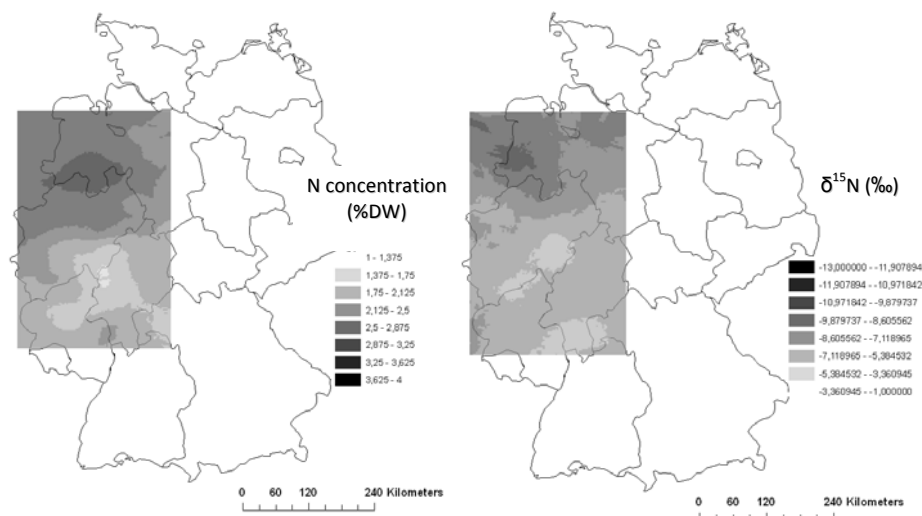 N concentration
(%DW)
1 - 1,375
1,375 - 1,75
1,75 - 2,125
2,125 - 2,5
2,5 - 2,875
2,875 - 3,25
3,25 - 3,625
3,625 - 4
0 60 120 240 Kilometers
δ¹⁵N (‰)
-13,000000 - -11,907894
-11,907894 - -10,971842
-10,971842 - -9,879737
-9,879737 - -8,605562
-8,605562 - -7,118965
-7,118965 - -5,384532
-5,384532 - -3,360945
-3,360945 - -1,000000
0 60 120 240 Kilometers